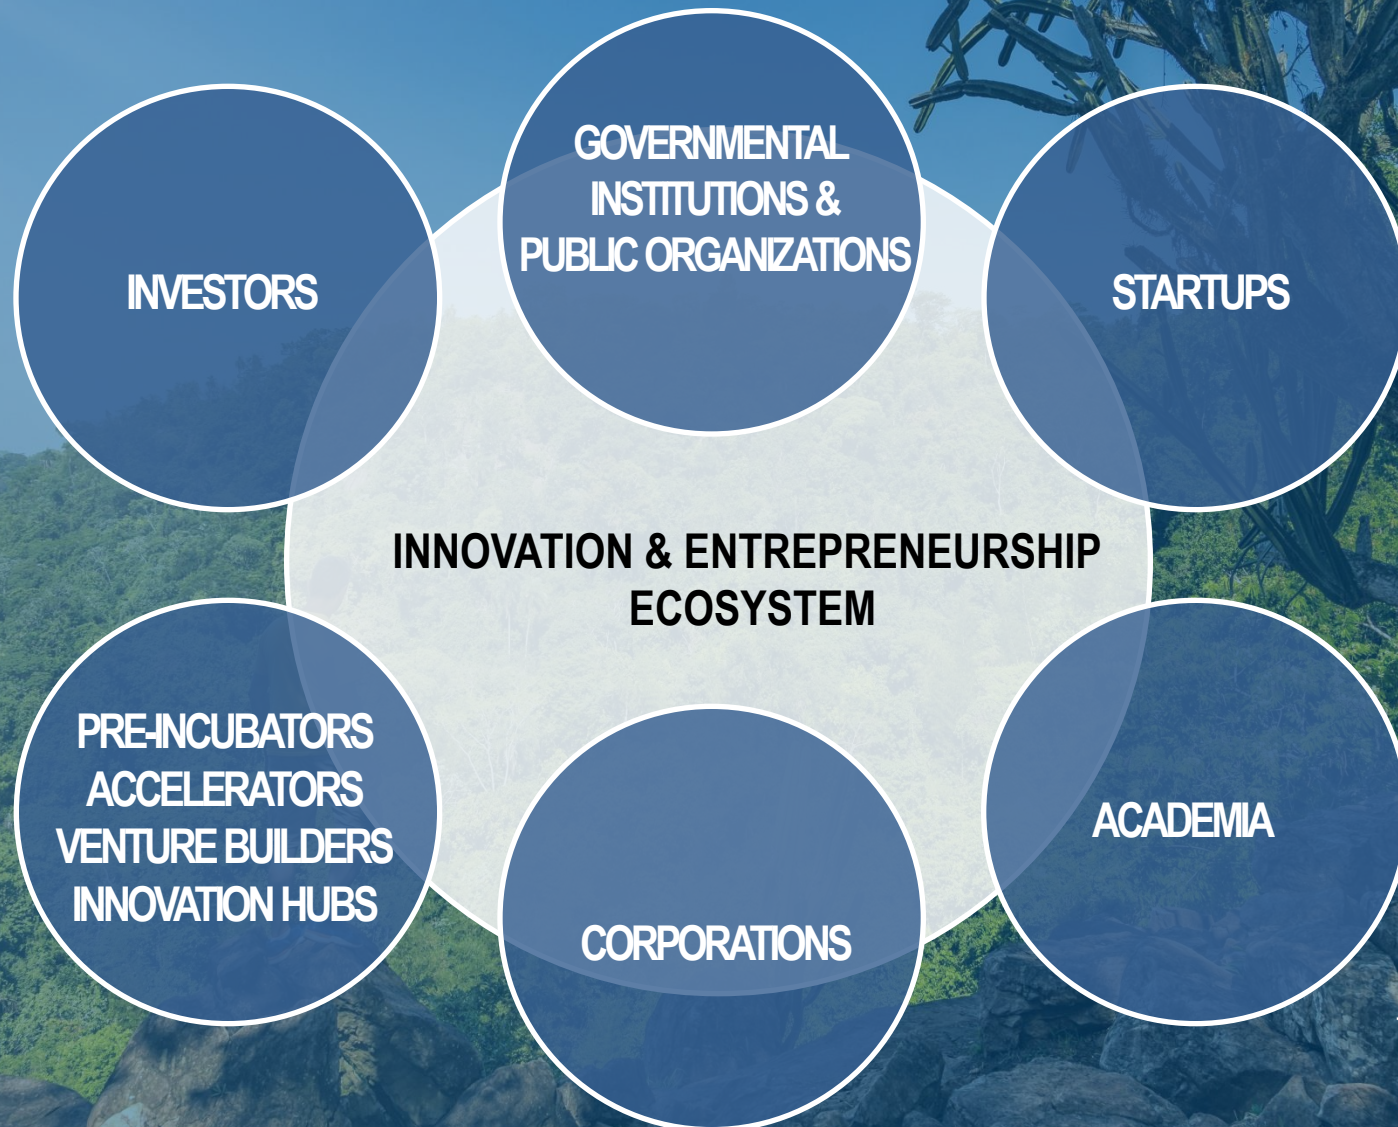 GOVERNMENTAL
INSTITUTIONS &
PUBLIC ORGANIZATIONS
INVESTORS
STARTUPS
INNOVATION & ENTREPRENEURSHIP
ECOSYSTEM
PRE-INCUBATORS
ACCELERATORS
VENTURE BUILDERS
INNOVATION HUBS
ACADEMIA
CORPORATIONS